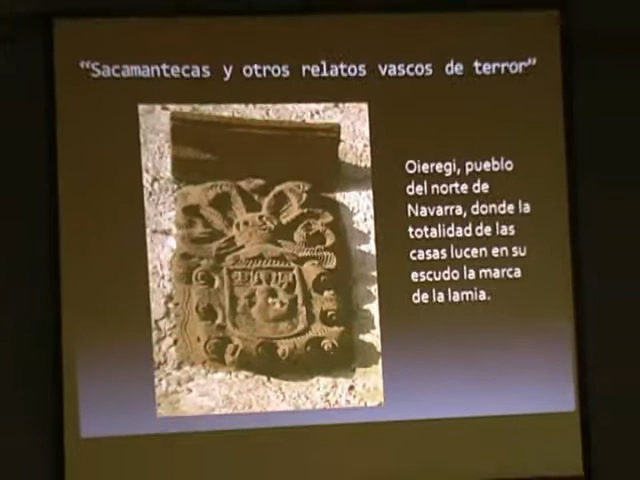 “Sacamantecas y otros relatos vascos de terror”
Oieregi, pueblo
del norte de
Navarra, donde la
totalidad de las
casas lucen en su
escudo la marca
de la lamia.